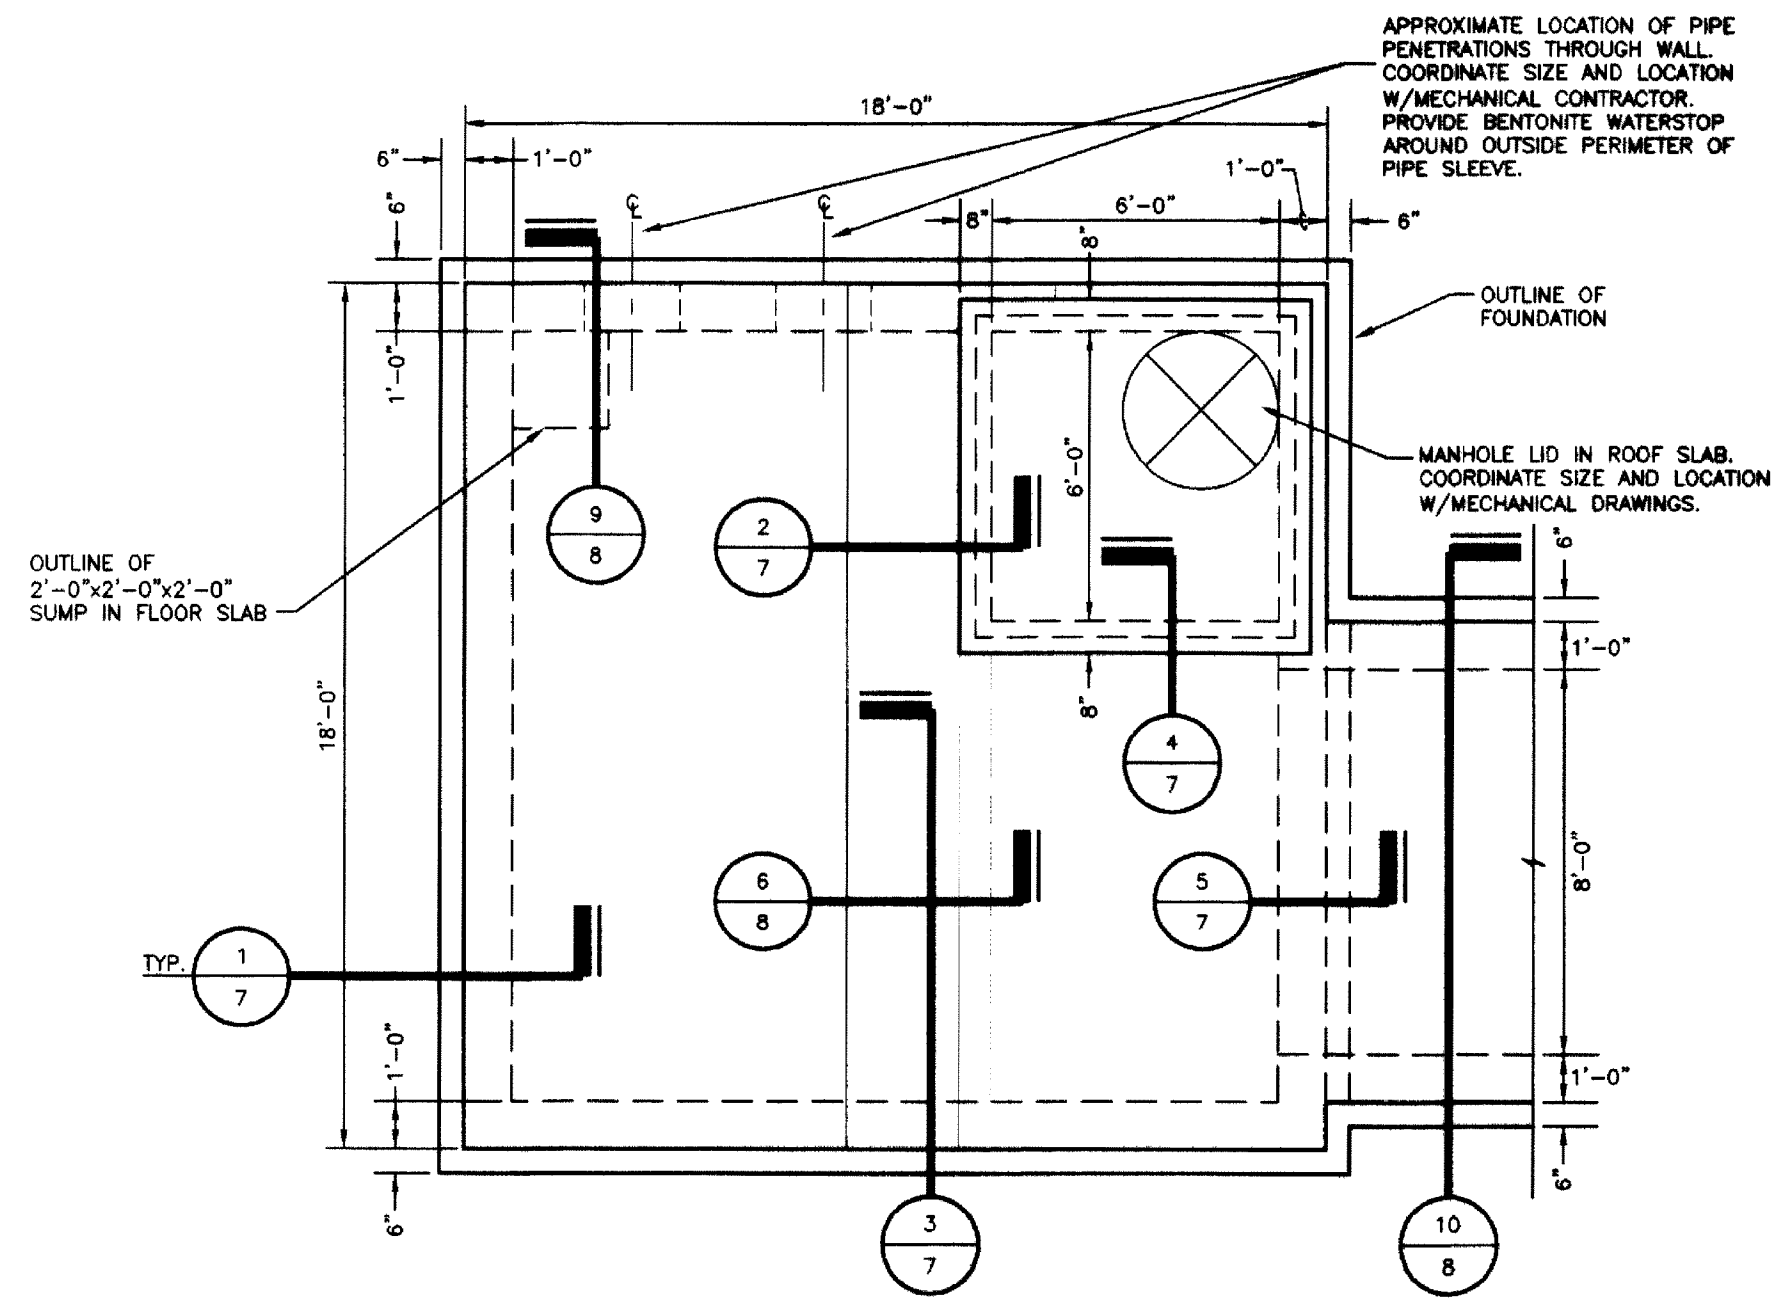 APPROXIMATE LOCATION OF PIPE
PENETRATIONS THROUGH WALL.
COORDINATE SIZE AND LOCATION
W/MECHANICAL CONTRACTOR.
PROVIDE BENTONITE WATERSTOP
AROUND OUTSIDE PERIMETER OF
PIPE SLEEVE.
18'-0"
6"
1'-0"
1'-0"
6"
℄
℄
8"
6'-0"
6"
8"
OUTLINE OF
FOUNDATION
1'-0"
6'-0"
MANHOLE LID IN ROOF SLAB.
COORDINATE SIZE AND LOCATION
W/MECHANICAL DRAWINGS.
9
8
2
7
6"
OUTLINE OF
2'-0"x2'-0"x2'-0"
SUMP IN FLOOR SLAB
1'-0"
18'-0"
8"
4
7
6
8
5
7
8'-0"
TYP.
1
7
1'-0"
1'-0"
6"
6"
3
7
10
8